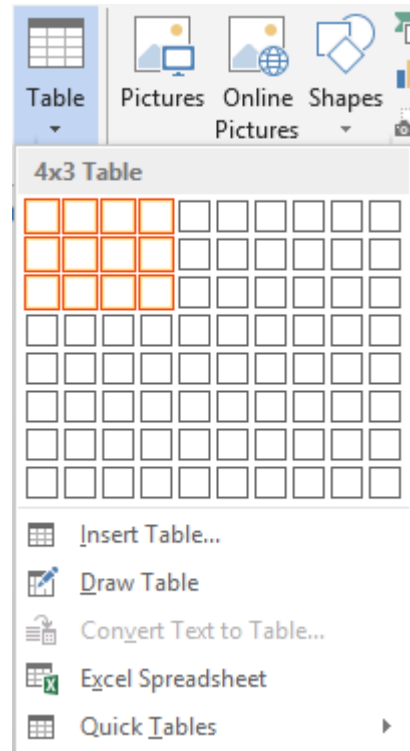 Table
Pictures
Online Pictures
Shapes
4x3 Table
Insert Table...
Draw Table
Convert Text to Table...
Excel Spreadsheet
Quick Tables